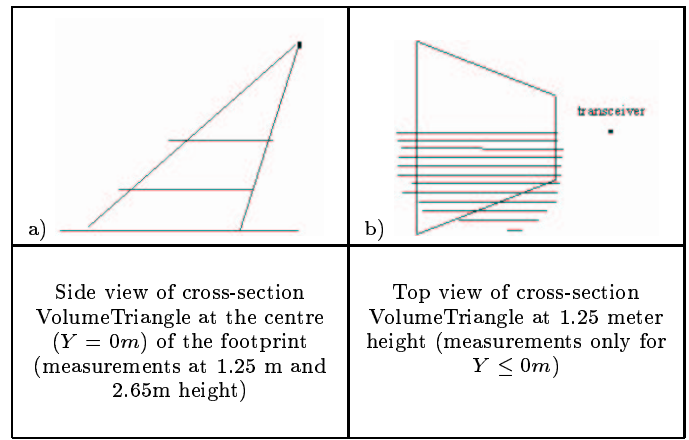 transceiver
a)
b)
Side view of cross-section
VolumeTriangle at the centre
(Y = 0m) of the footprint
(measurements at 1.25 m and
2.65m height)
Top view of cross-section
VolumeTriangle at 1.25 meter
height (measurements only for
Y ≤ 0m)